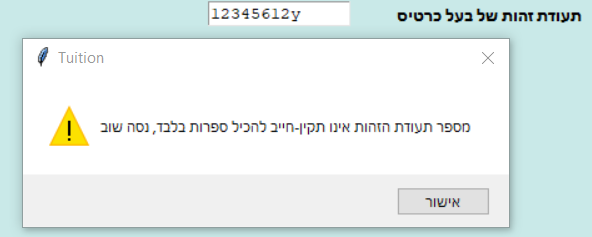 תעודת זהות של בעל כרטיס
12345612y
Tuition
מספר תעודת הזהות אינו תקין-חייב להכיל ספרות בלבד, נסה שוב
אישור